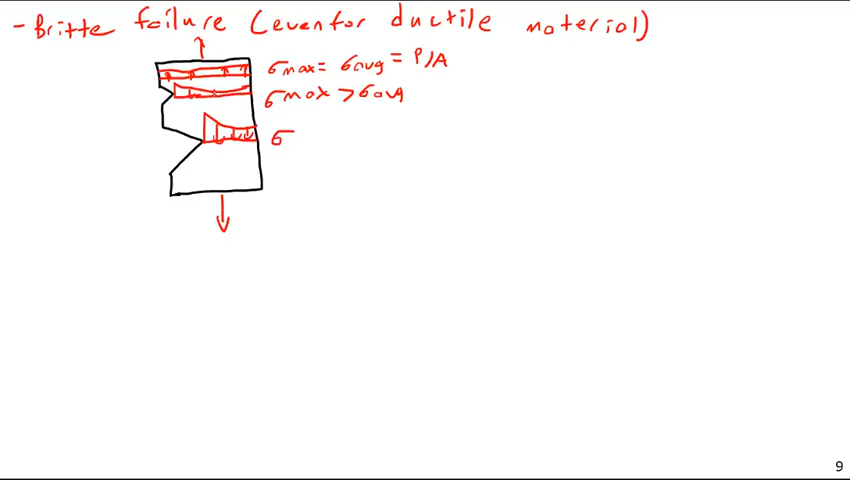 - Britte failure (even for ductile material)
σmax = σavg = P/A
σmax > σavg
σ
9